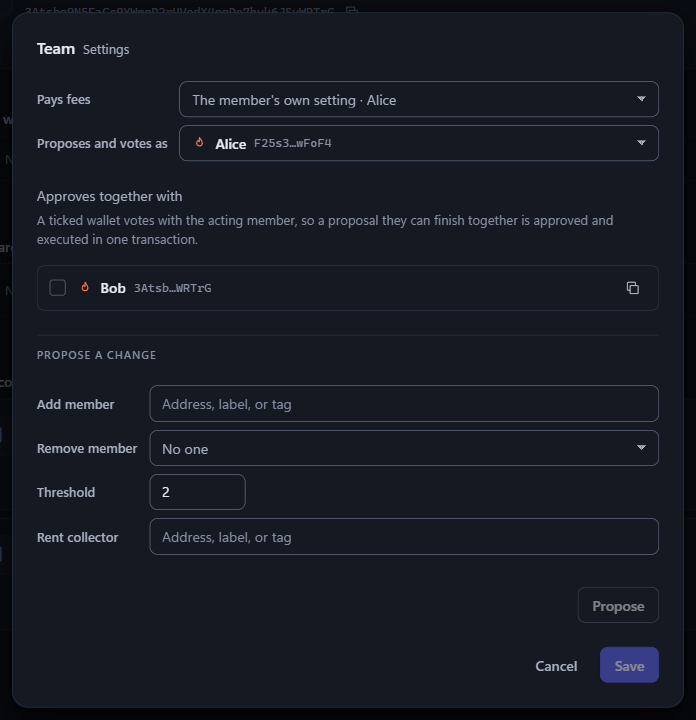 Team Settings
Pays fees
The member's own setting · Alice
Proposes and votes as
Alice F25s3…wFoF4
Approves together with
A ticked wallet votes with the acting member, so a proposal they can finish together is approved and
executed in one transaction.
Bob 3Atsb…WRTrG
PROPOSE A CHANGE
Add member
Address, label, or tag
Remove member
No one
Threshold
2
Rent collector
Address, label, or tag
Propose
Cancel
Save